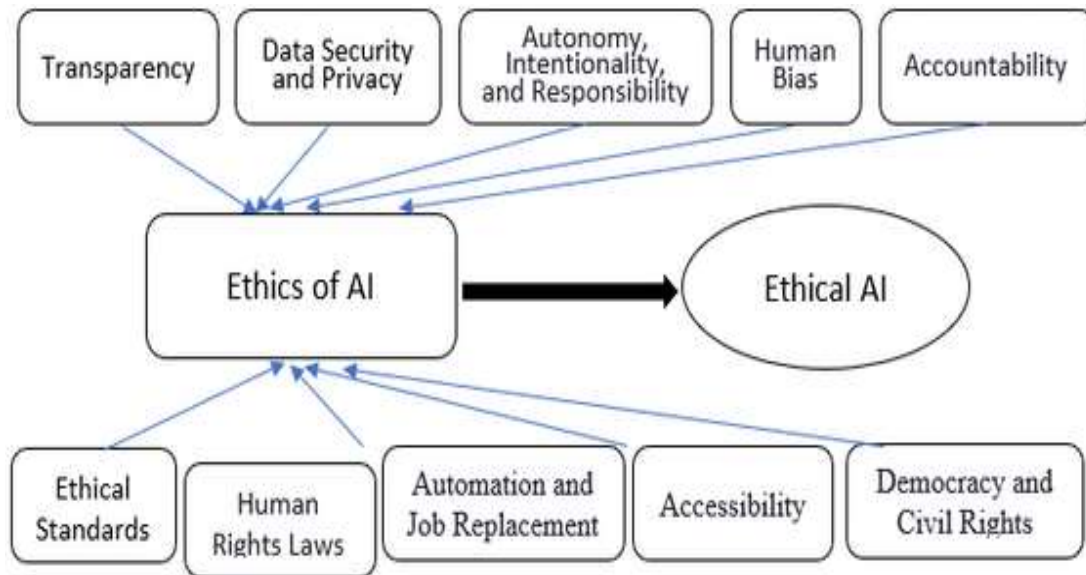 Transparency
Data Security
and Privacy
Autonomy,
Intentionality,
and Responsibility
Human
Bias
Accountability
Ethics of AI
Ethical AI
Ethical
Standards
Human
Rights Laws
Automation and
Job Replacement
Accessibility
Democracy and
Civil Rights